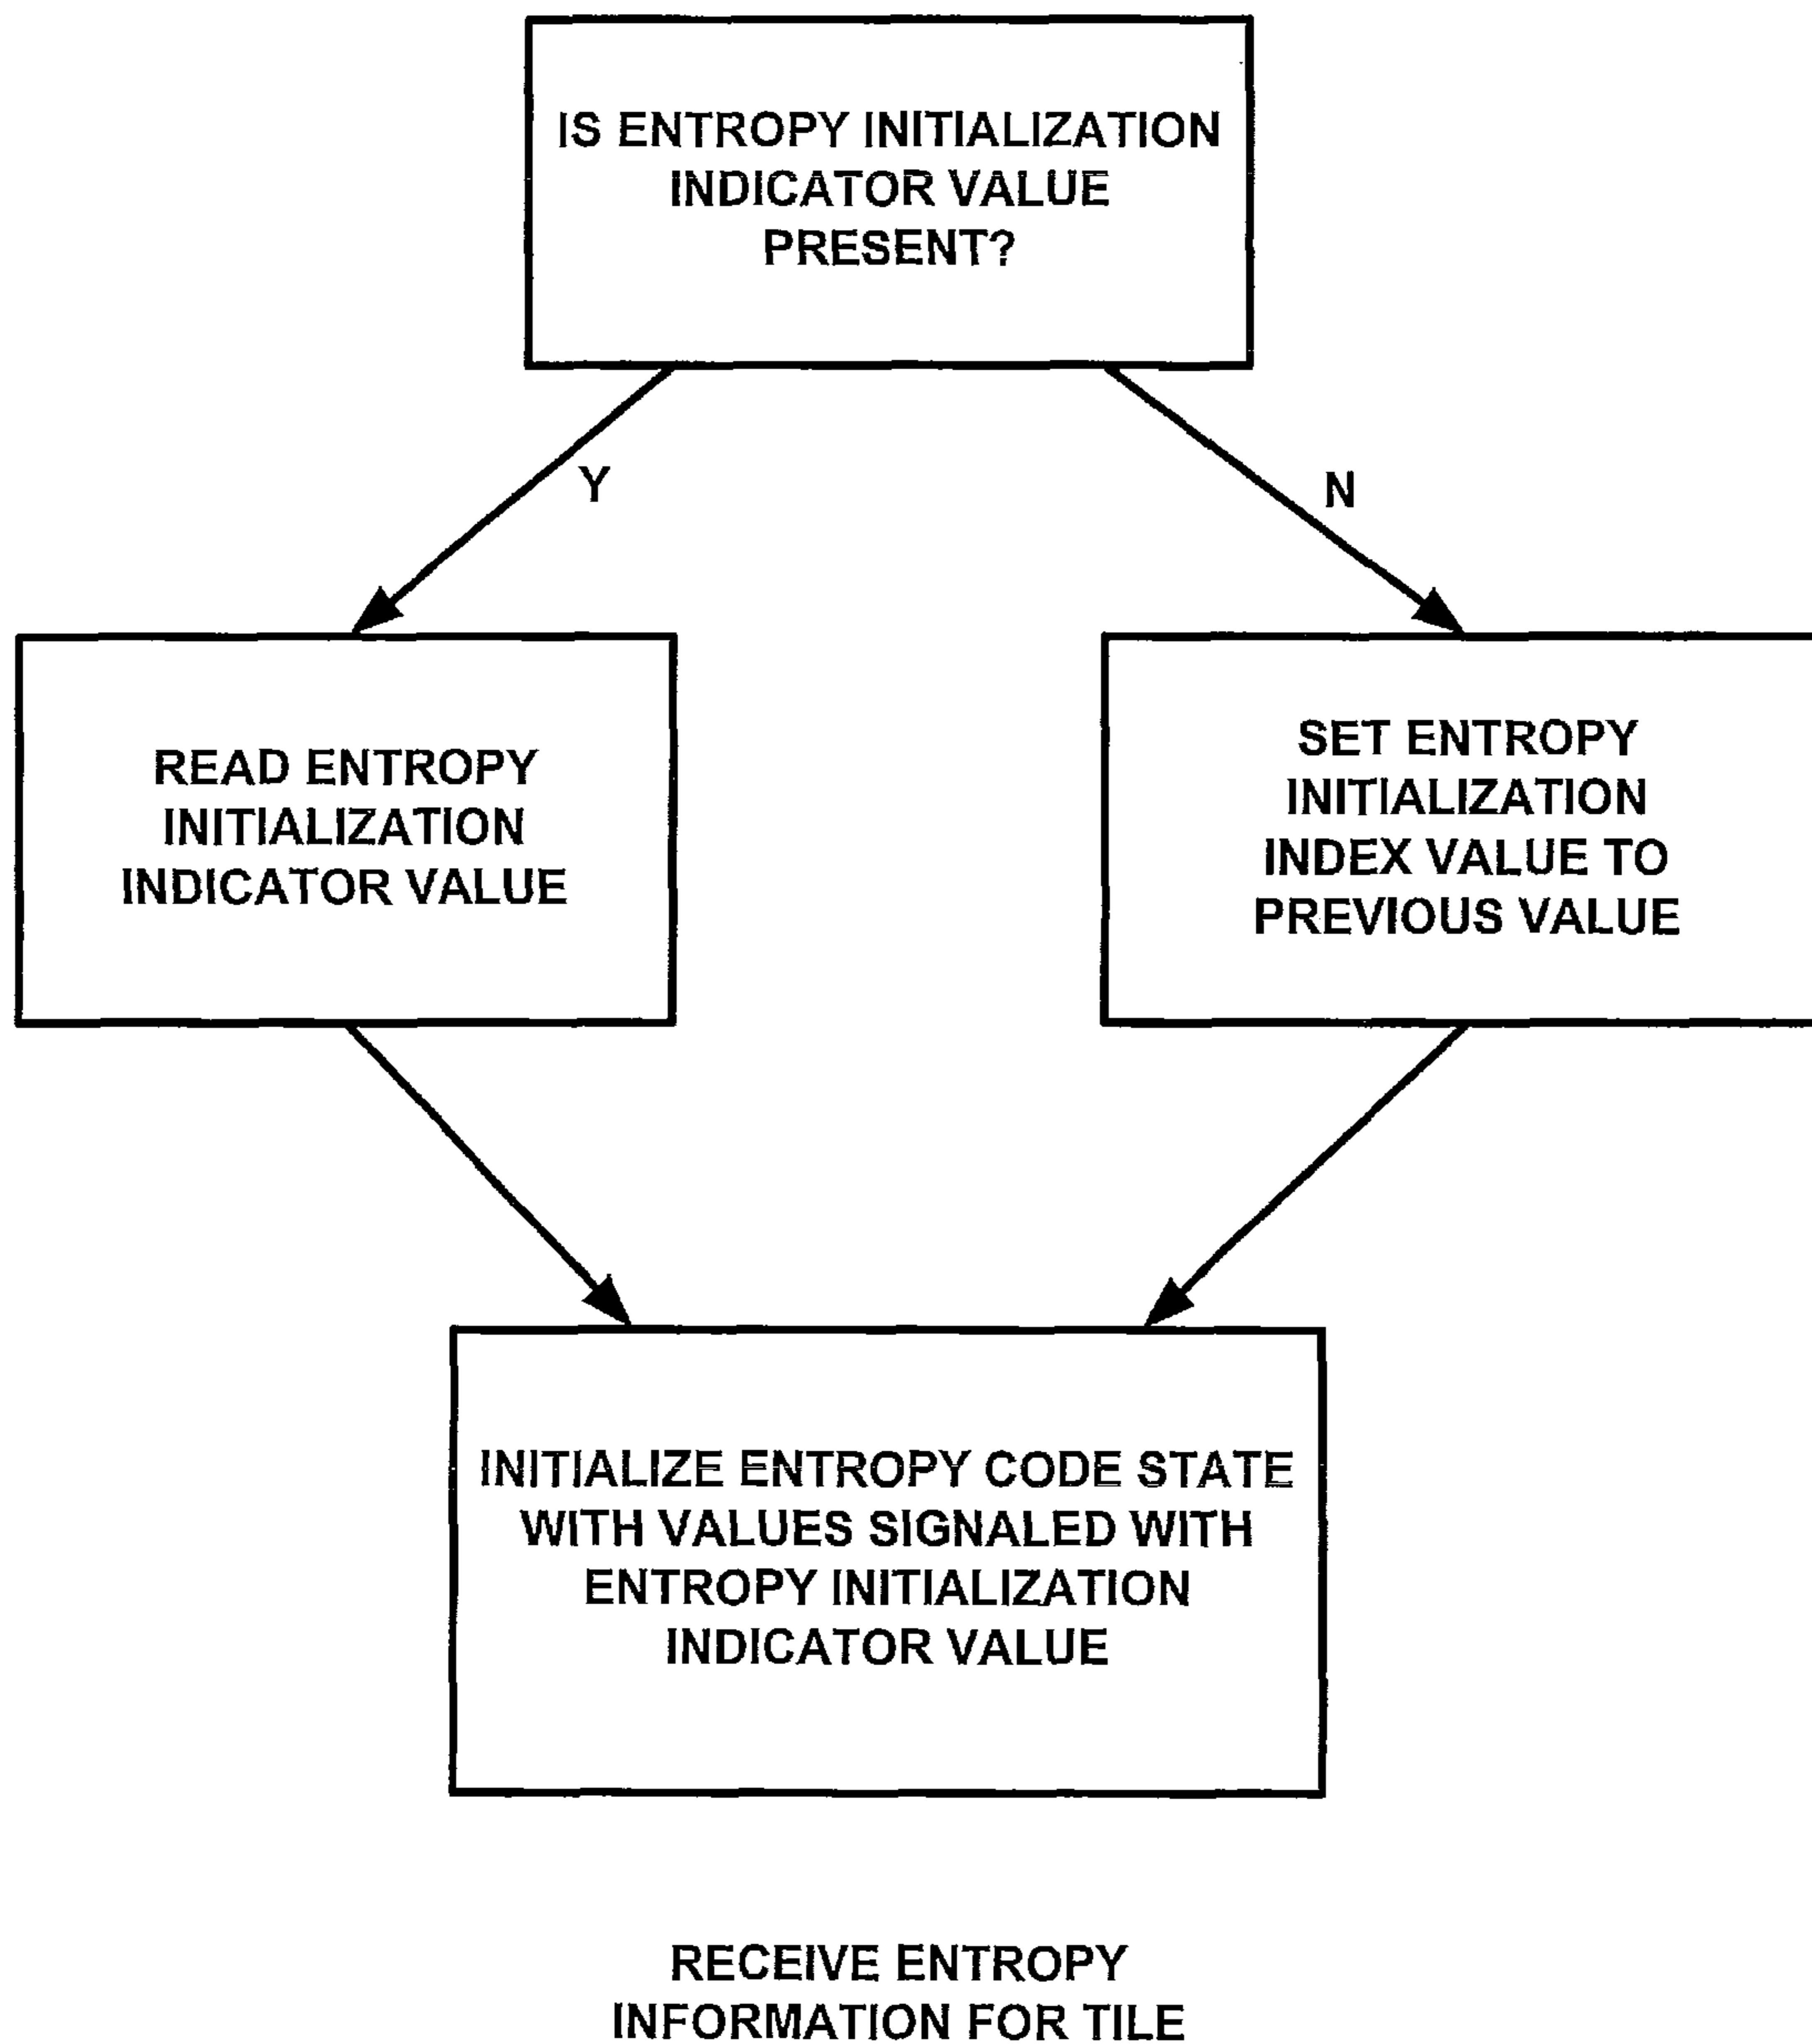 IS ENTROPY INITIALIZATION
INDICATOR VALUE
PRESENT?
Y
N
READ ENTROPY
INITIALIZATION
INDICATOR VALUE
SET ENTROPY
INITIALIZATION
INDEX VALUE TO
PREVIOUS VALUE
INITIALIZE ENTROPY CODE STATE
WITH VALUES SIGNALED WITH
ENTROPY INITIALIZATION
INDICATOR VALUE
RECEIVE ENTROPY
INFORMATION FOR TILE